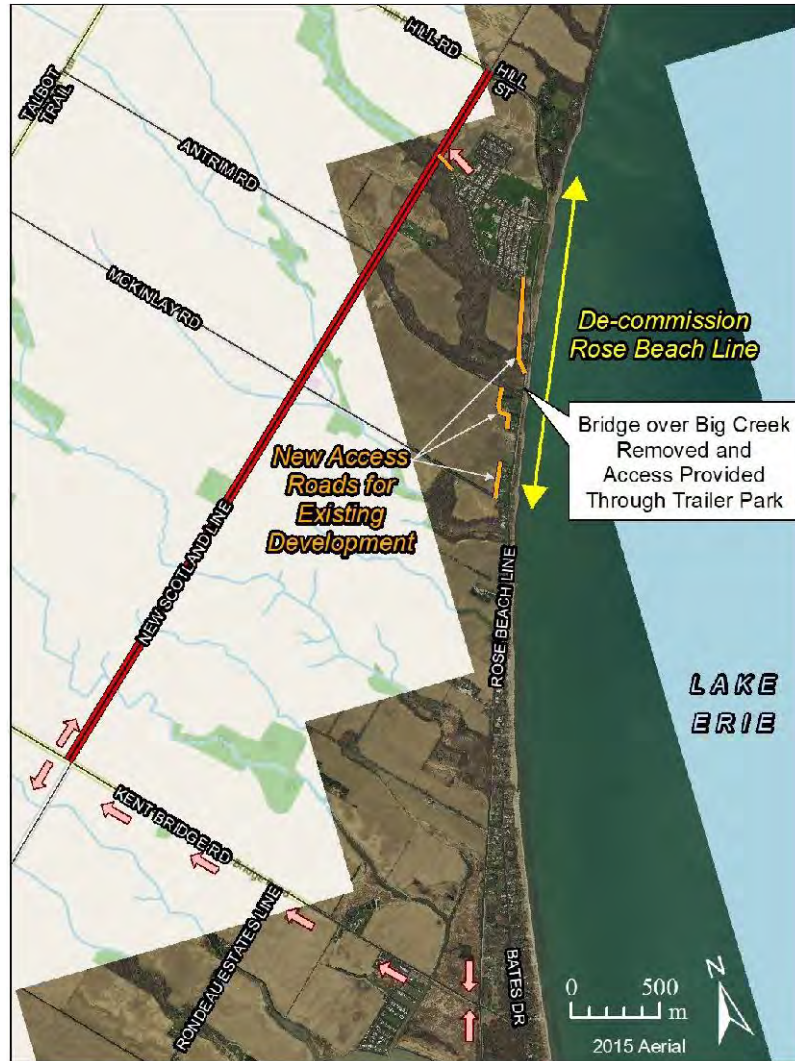 HILL RD
HILL
ST
TALBOT
TRAIL
ANTRIM RD
MCKINLAY RD
De-commission
Rose Beach Line
Bridge over Big Creek
Removed and
Access Provided
Through Trailer Park
New Access
Roads for
Existing
Development
NEW SCOTLAND LINE
ROSE BEACH LINE
LAKE
ERIE
KENT BRIDGE RD
RONDEAU ESTATES LINE
BATES DR
0 500
m
N
2015 Aerial